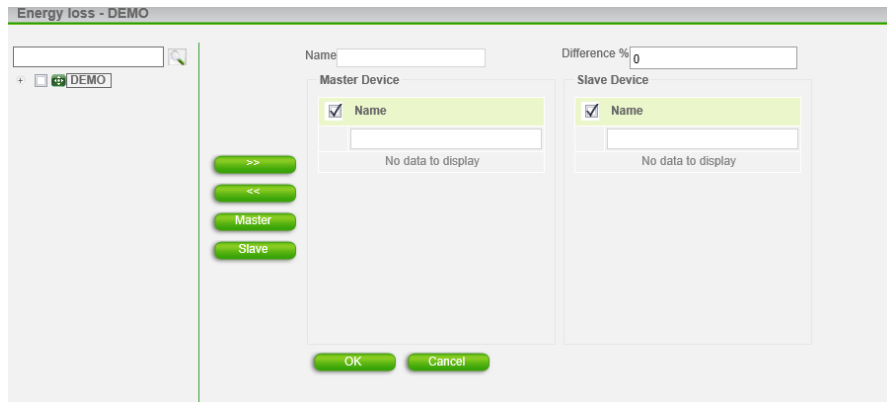 Energy loss - DEMO
DEMO
Name
Difference % 0
Master Device
Slave Device
Name
Name
No data to display
No data to display
>>
<<
Master
Slave
OK
Cancel